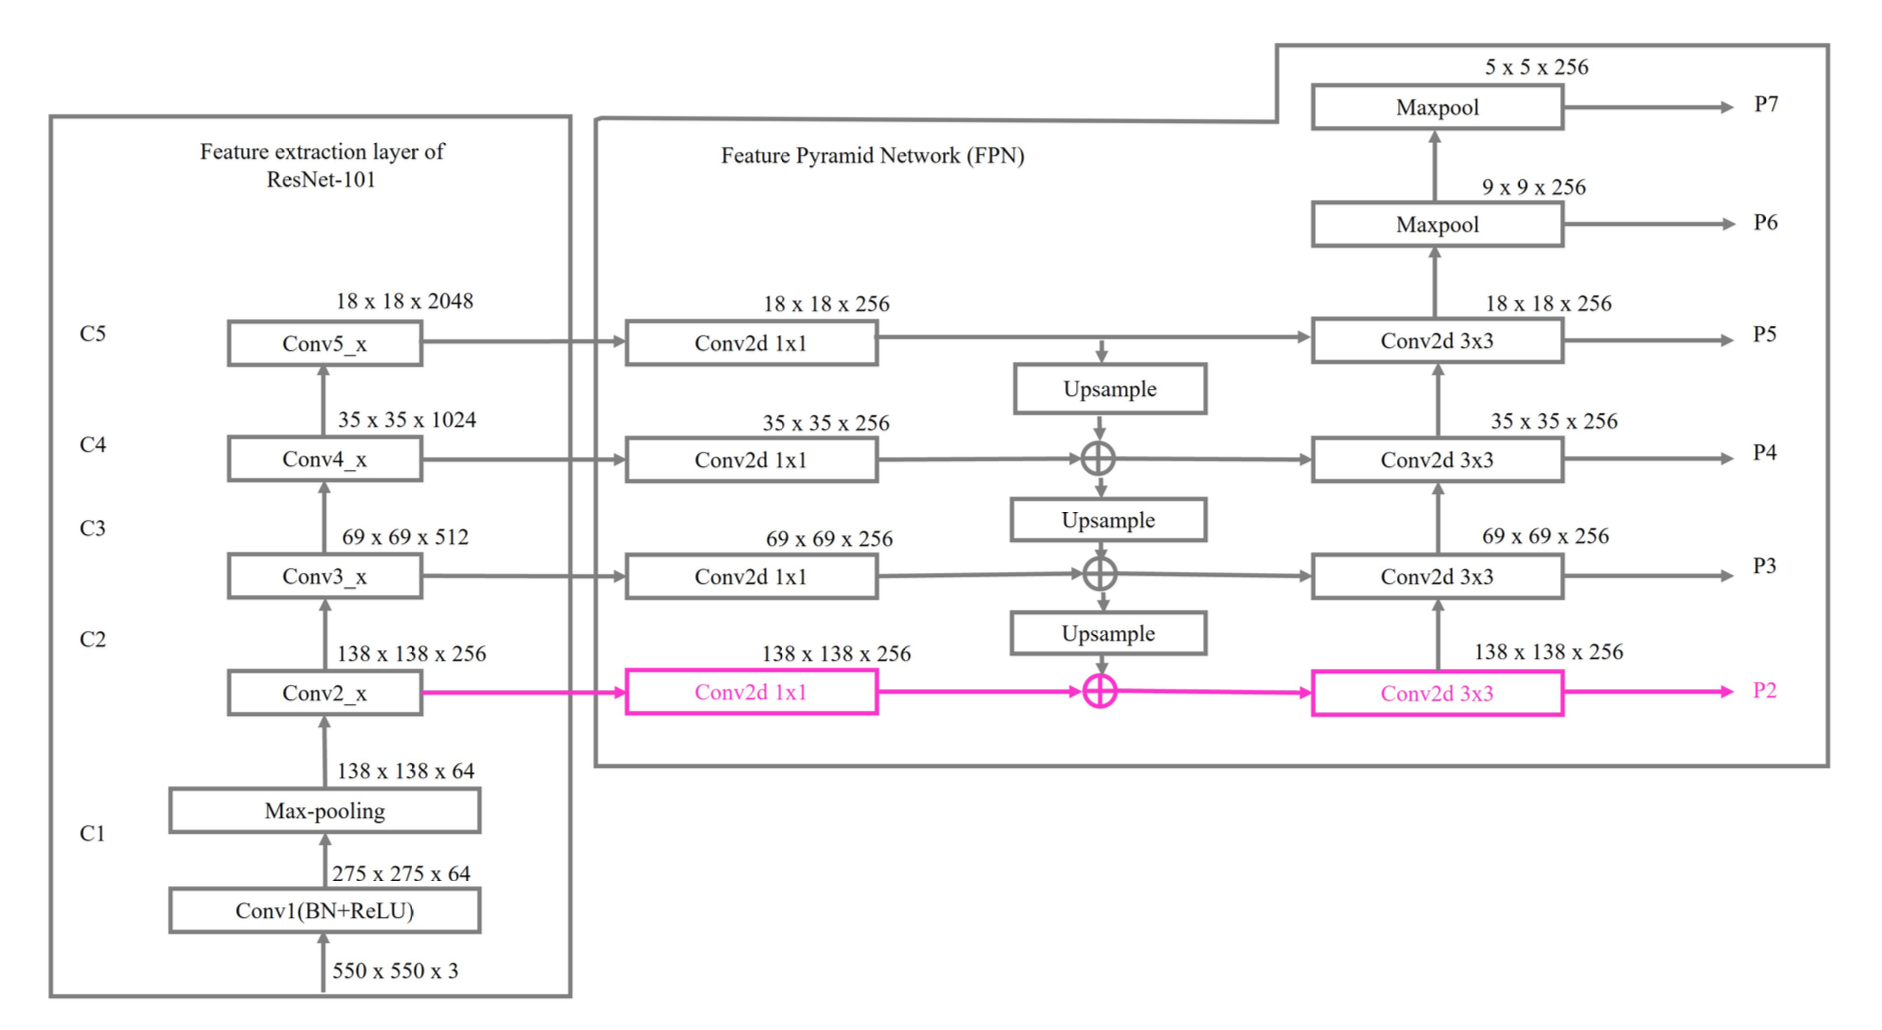 5 x 5 x 256
Maxpool
P7
Feature extraction layer of
ResNet-101
Feature Pyramid Network (FPN)
9 x 9 x 256
Maxpool
P6
C5
18 x 18 x 2048
Conv5_x
18 x 18 x 256
Conv2d 1x1
18 x 18 x 256
Conv2d 3x3
P5
Upsample
C4
35 x 35 x 1024
Conv4_x
35 x 35 x 256
Conv2d 1x1
35 x 35 x 256
Conv2d 3x3
P4
Upsample
C3
69 x 69 x 512
Conv3_x
69 x 69 x 256
Conv2d 1x1
69 x 69 x 256
Conv2d 3x3
P3
Upsample
C2
138 x 138 x 256
Conv2_x
138 x 138 x 256
Conv2d 1x1
138 x 138 x 256
Conv2d 3x3
P2
138 x 138 x 64
Max-pooling
C1
275 x 275 x 64
Conv1(BN+ReLU)
550 x 550 x 3